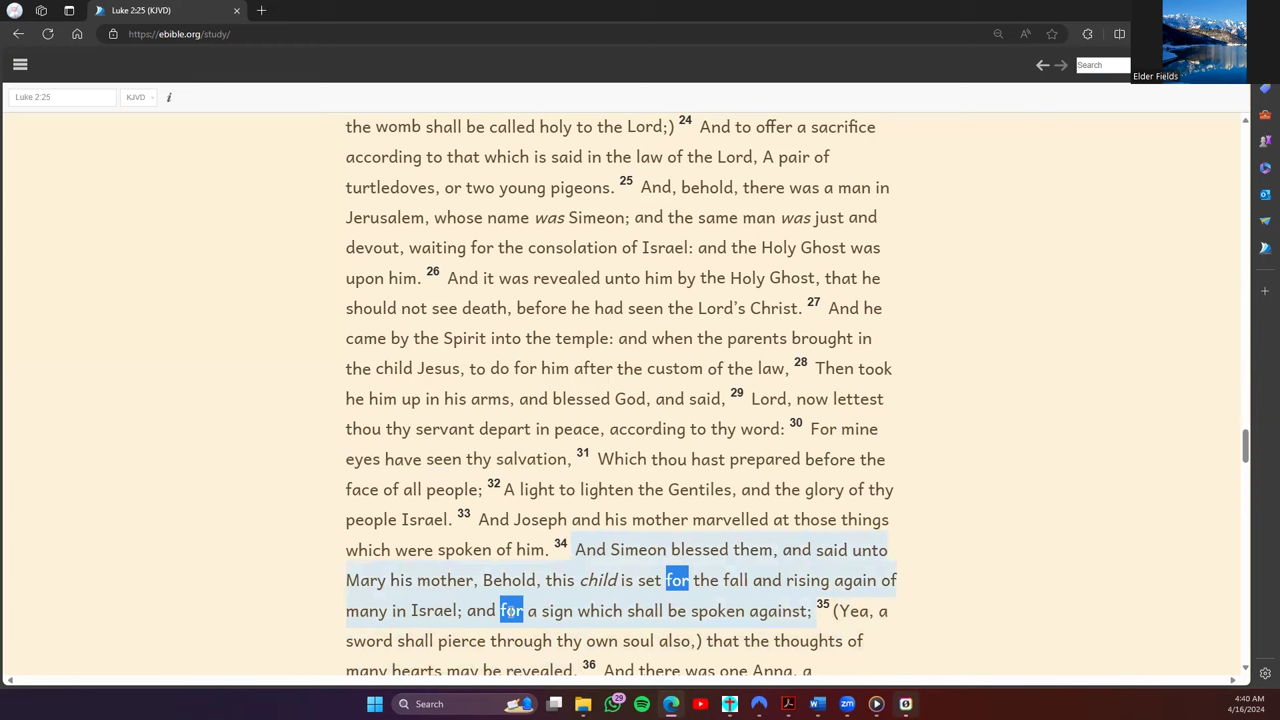 Luke 2:25 (KJVD)
https://ebible.org/study/
Search
Elder Fields
Luke 2:25
KJVD
i
the womb shall be called holy to the Lord;) 24 And to offer a sacrifice
according to that which is said in the law of the Lord, A pair of
turtledoves, or two young pigeons. 25 And, behold, there was a man in
Jerusalem, whose name was Simeon; and the same man was just and
devout, waiting for the consolation of Israel: and the Holy Ghost was
upon him. 26 And it was revealed unto him by the Holy Ghost, that he
should not see death, before he had seen the Lord’s Christ. 27 And he
came by the Spirit into the temple: and when the parents brought in
the child Jesus, to do for him after the custom of the law, 28 Then took
he him up in his arms, and blessed God, and said, 29 Lord, now lettest
thou thy servant depart in peace, according to thy word: 30 For mine
eyes have seen thy salvation, 31 Which thou hast prepared before the
face of all people; 32 A light to lighten the Gentiles, and the glory of thy
people Israel. 33 And Joseph and his mother marvelled at those things
which were spoken of him. 34 And Simeon blessed them, and said unto
Mary his mother, Behold, this child is set for the fall and rising again of
many in Israel; and for a sign which shall be spoken against; 35 (Yea, a
sword shall pierce through thy own soul also,) that the thoughts of
many hearts may be revealed. 36 And there was one Anna, a
Search
29
zm
4:40 AM
4/16/2024